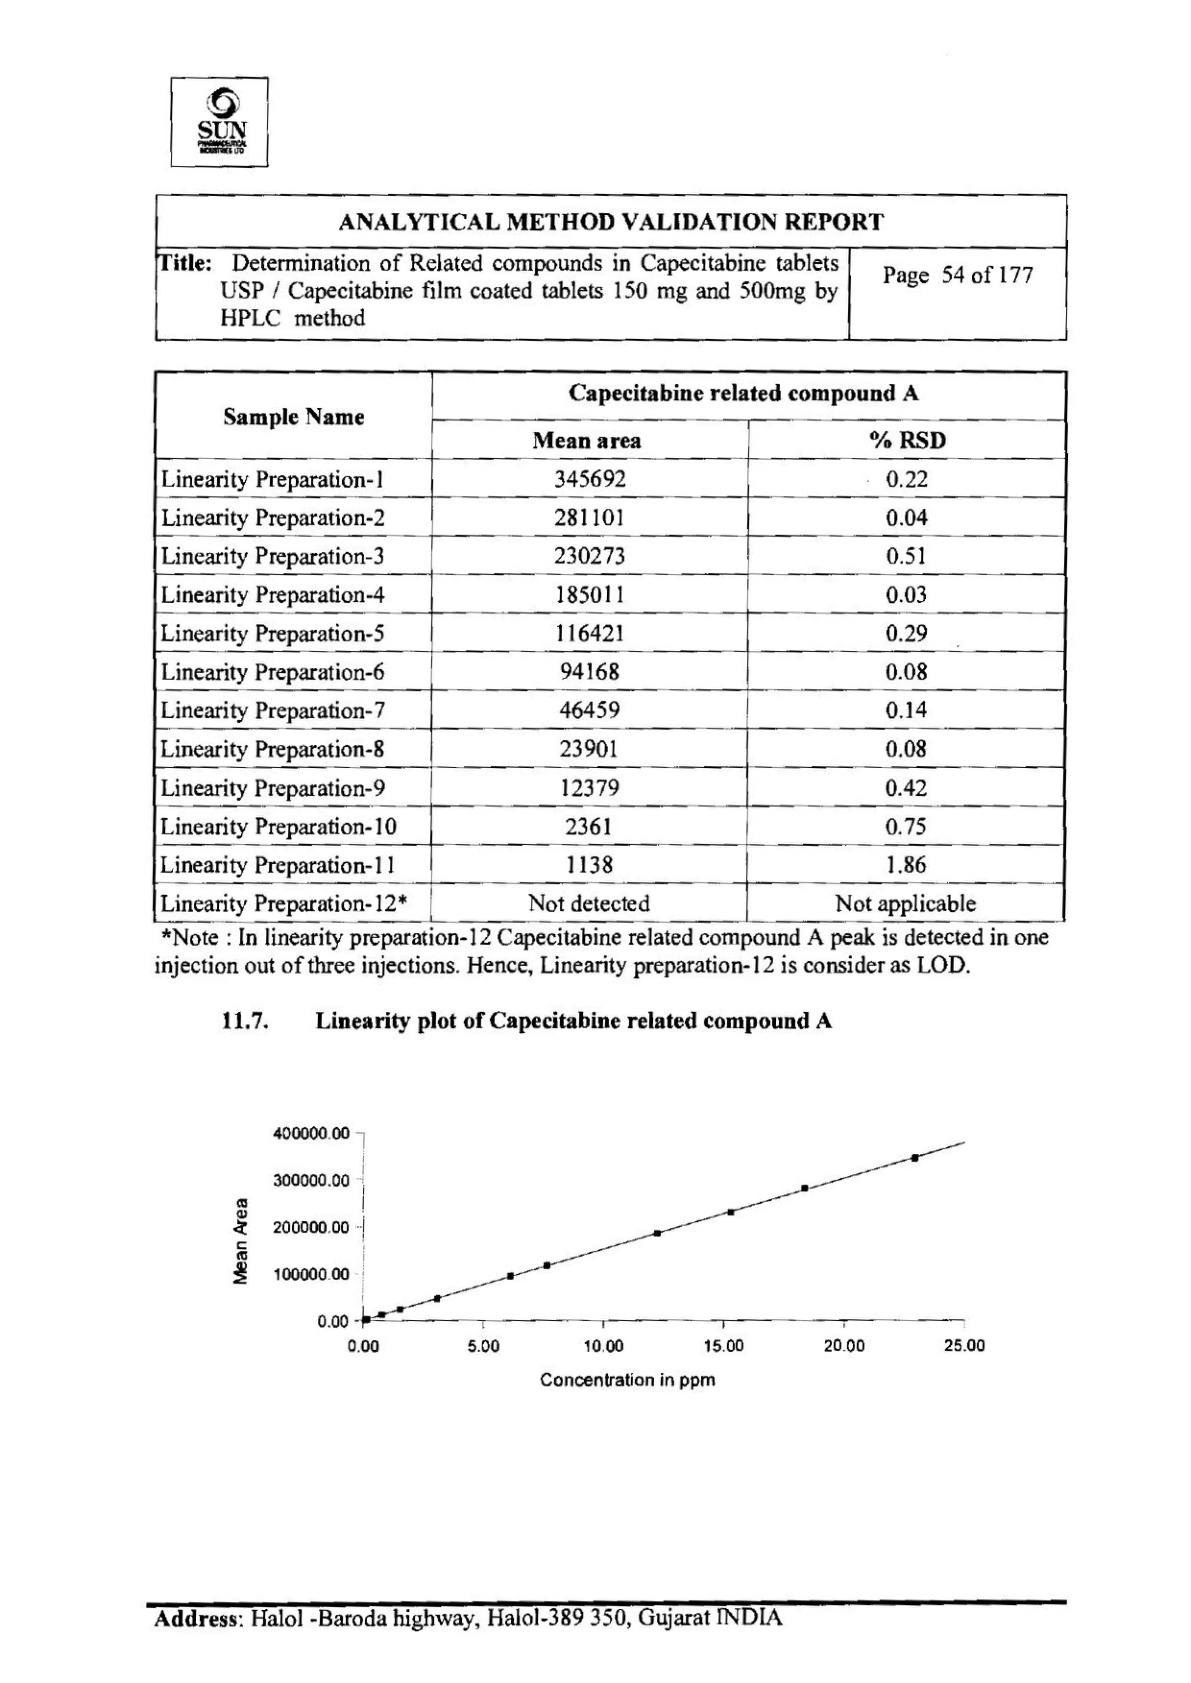 SUN
PHARMACEUTICAL
INDUSTRIES LTD
ANALYTICAL METHOD VALIDATION REPORT
Title: Determination of Related compounds in Capecitabine tablets
USP / Capecitabine film coated tablets 150 mg and 500mg by
HPLC method
Page 54 of 177
Sample Name
Capecitabine related compound A
Mean area % RSD
Linearity Preparation-1 345692 0.22
Linearity Preparation-2 281101 0.04
Linearity Preparation-3 230273 0.51
Linearity Preparation-4 185011 0.03
Linearity Preparation-5 116421 0.29
Linearity Preparation-6 94168 0.08
Linearity Preparation-7 46459 0.14
Linearity Preparation-8 23901 0.08
Linearity Preparation-9 12379 0.42
Linearity Preparation-10 2361 0.75
Linearity Preparation-11 1138 1.86
Linearity Preparation-12* Not detected Not applicable
*Note : In linearity preparation-12 Capecitabine related compound A peak is detected in one
injection out of three injections. Hence, Linearity preparation-12 is consider as LOD.
11.7. Linearity plot of Capecitabine related compound A
400000.00
300000.00
200000.00
100000.00
0.00
Mean Area
0.00 5.00 10.00 15.00 20.00 25.00
Concentration in ppm
Address: Halol -Baroda highway, Halol-389 350, Gujarat INDIA